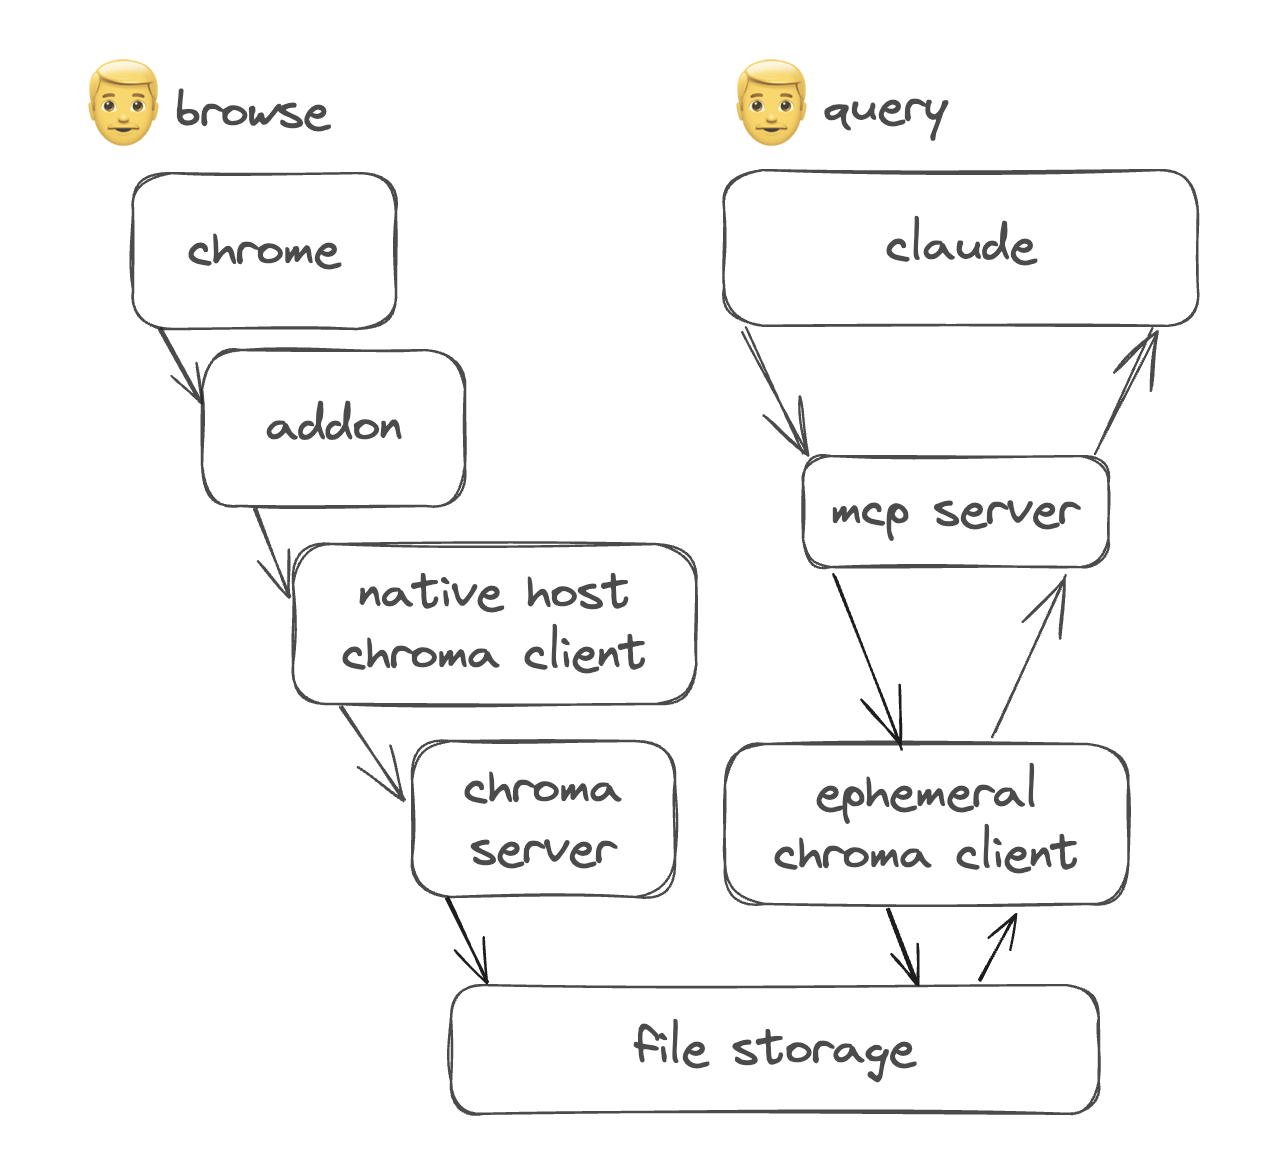 browse
chrome
addon
native host
chroma client
chroma
server
query
claude
mcp server
ephemeral
chroma client
file storage